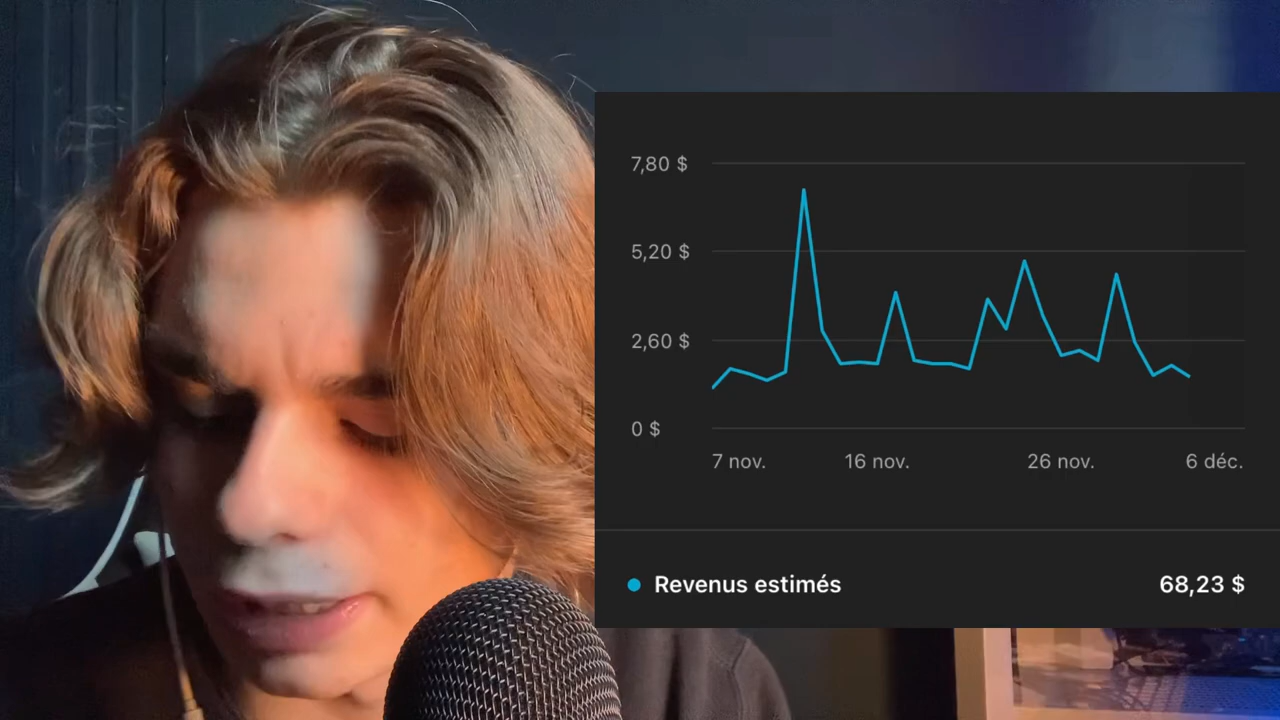 7,80 $
5,20 $
2,60 $
0 $
7 nov. 16 nov. 26 nov. 6 déc.
Revenus estimés 68,23 $